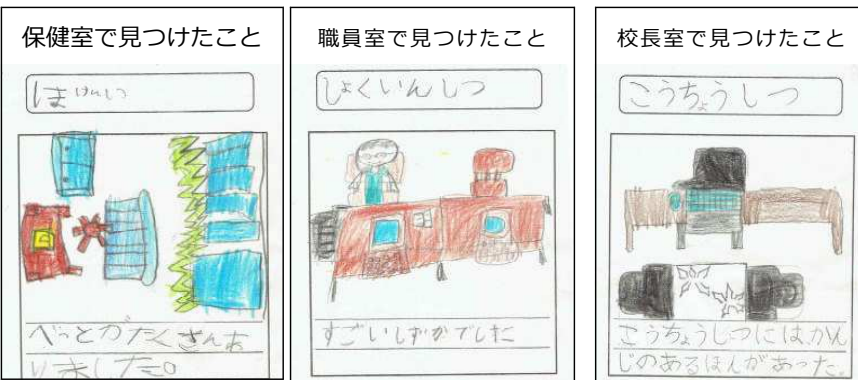 保健室で見つけたこと
ほけんしつ
べっとがたくさんあ
りました。
職員室で見つけたこと
しょくいんしつ
すごいしずかでした
校長室で見つけたこと
こうちょうしつ
こうちょうしつには、かん
じのあるほんがあった。